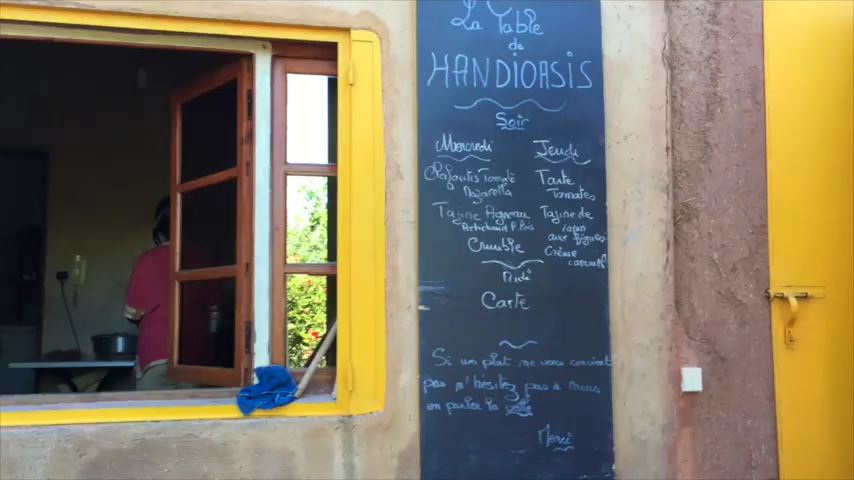 La Table
de
HANDIOASIS
Soir
Mercredi
Clafoutis Tomate
Mozarella
Tajine Agneau
Artichaud P. Pois
Crumble
Jeudi
Tarte
Tomates
Tajine de
lapin
aux figues
Crème
caramel
Midi
Carte
Si un plat ne vous convient
pas n'hésitez pas à nous
en parler la veille
Merci